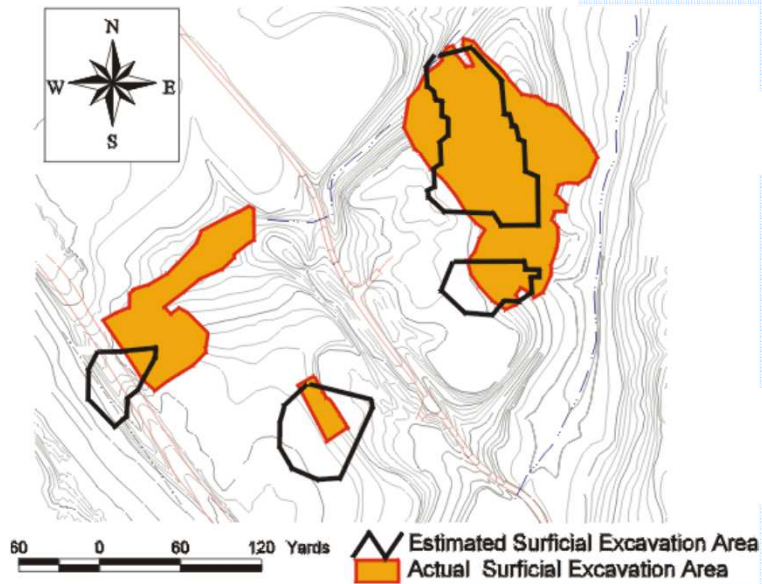 N
W E
S
60 0 60 120 Yards
Estimated Surficial Excavation Area
Actual Surficial Excavation Area